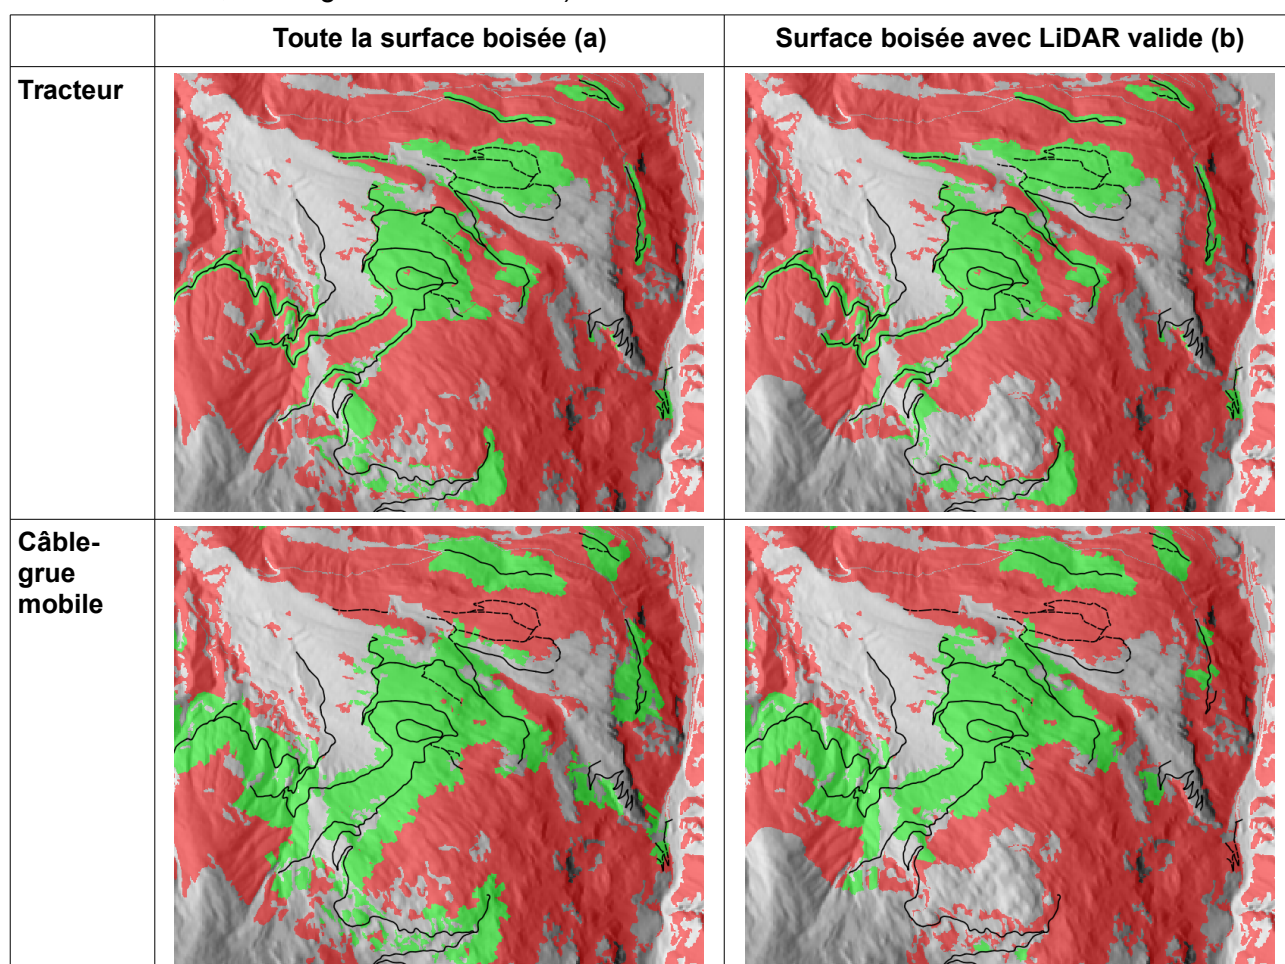 Toute la surface boisée (a)
Surface boisée avec LiDAR valide (b)
Tracteur
Câble-
grue
mobile